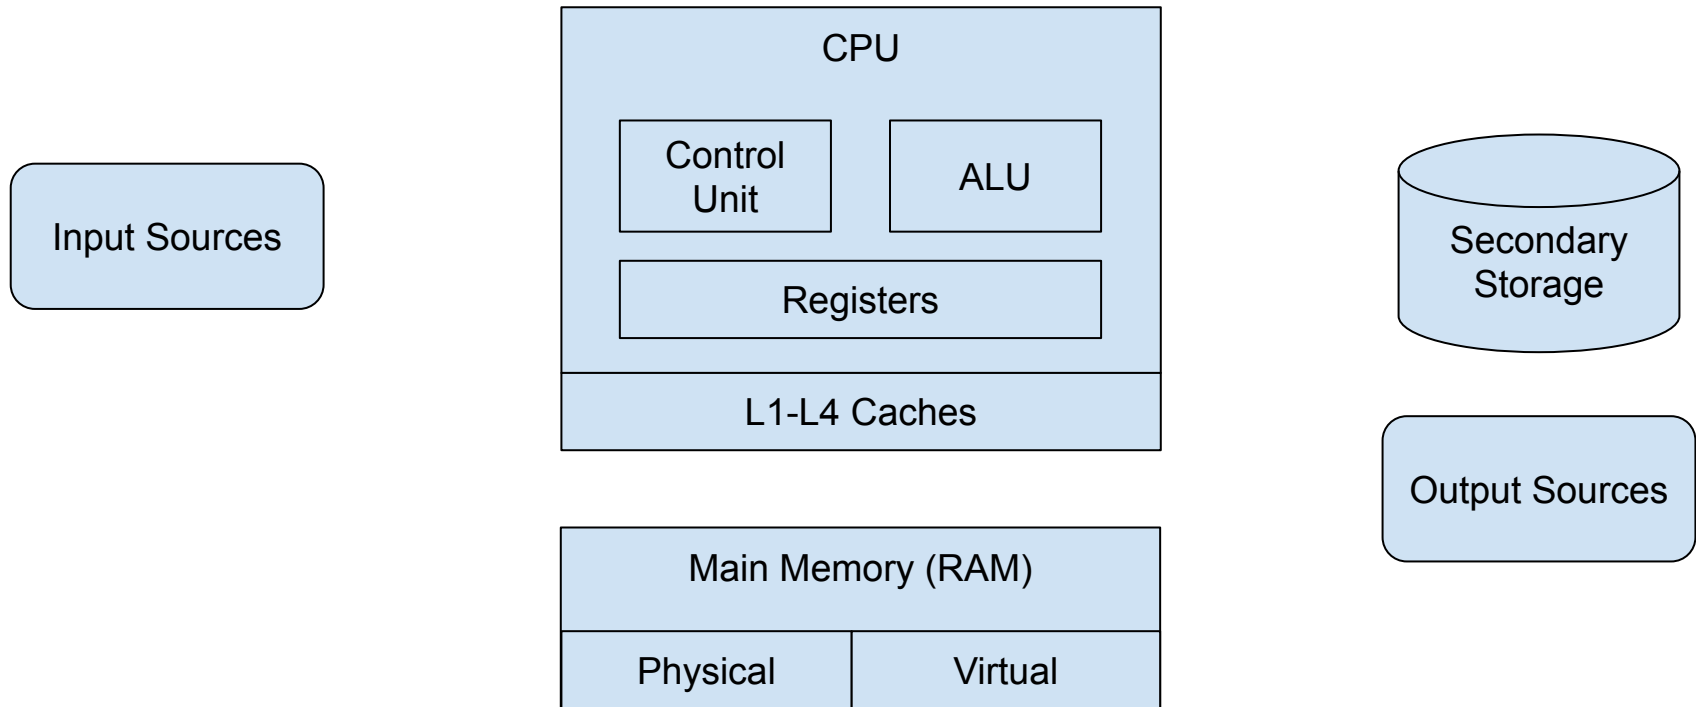 CPU
Control
Unit
ALU
Registers
L1-L4 Caches
Input Sources
Secondary
Storage
Output Sources
Main Memory (RAM)
Physical
Virtual